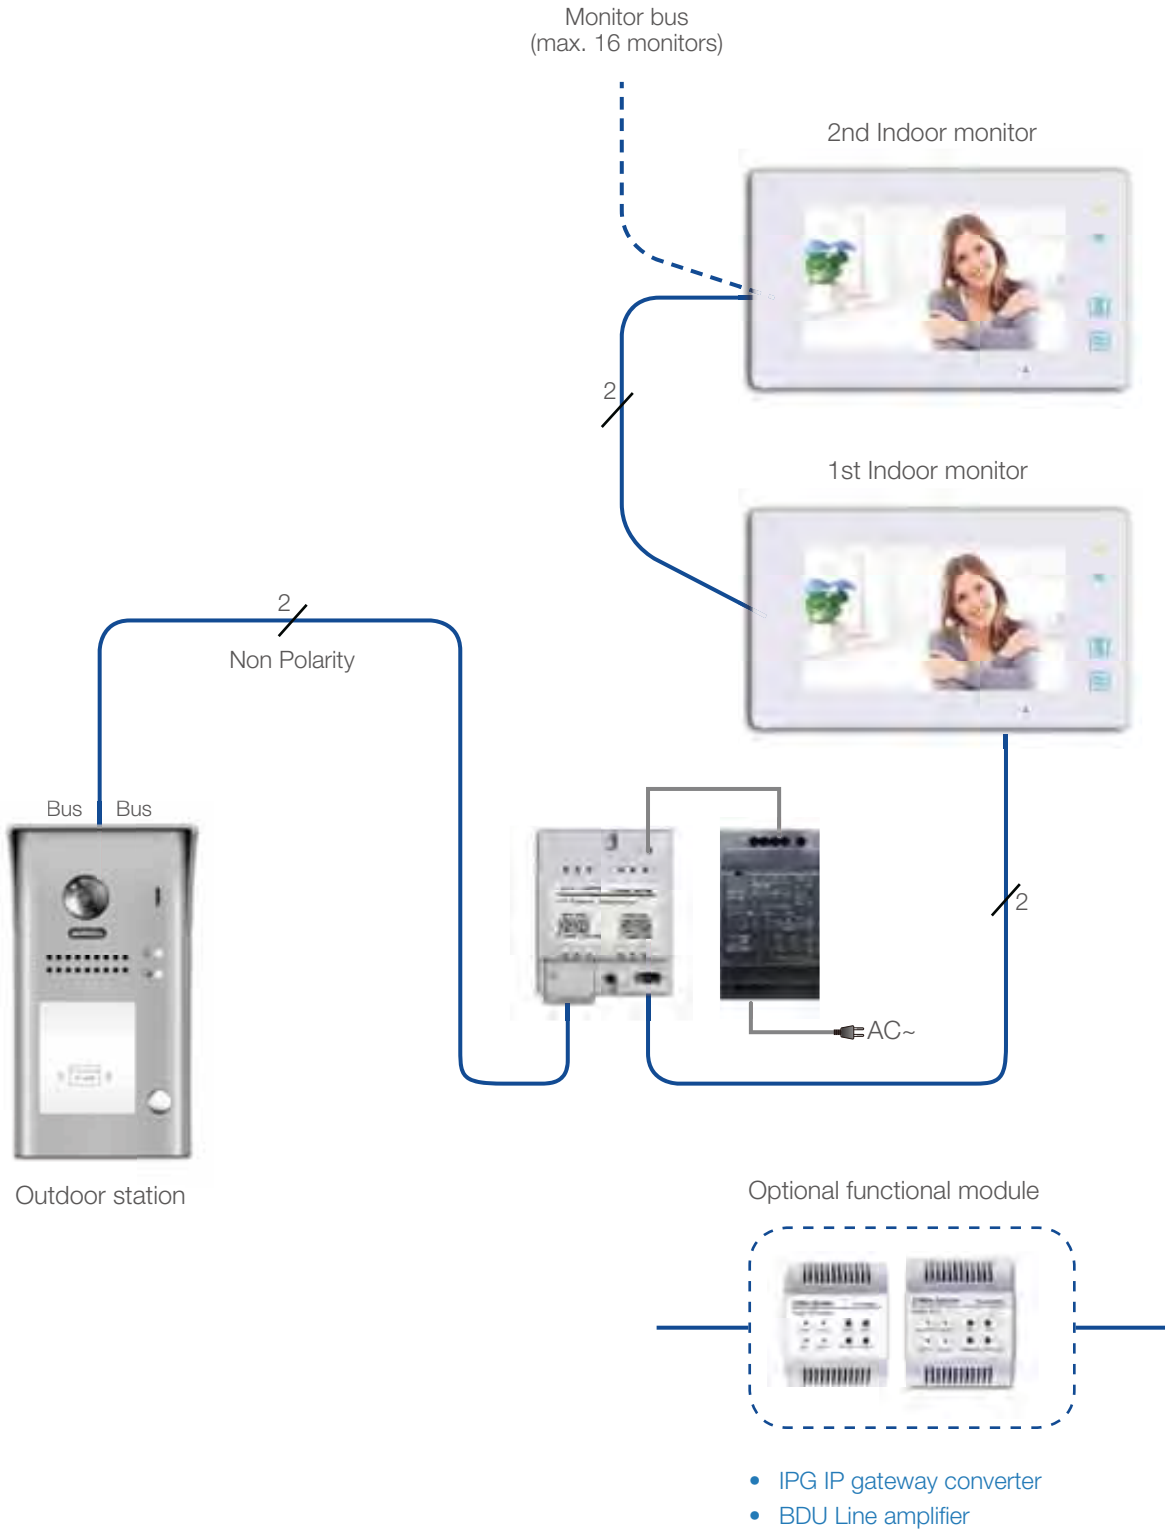 Monitor bus
(max. 16 monitors)
2nd Indoor monitor
2
1st Indoor monitor
2
Non Polarity
Bus Bus
2
AC~
Outdoor station
Optional functional module
• IPG IP gateway converter
• BDU Line amplifier